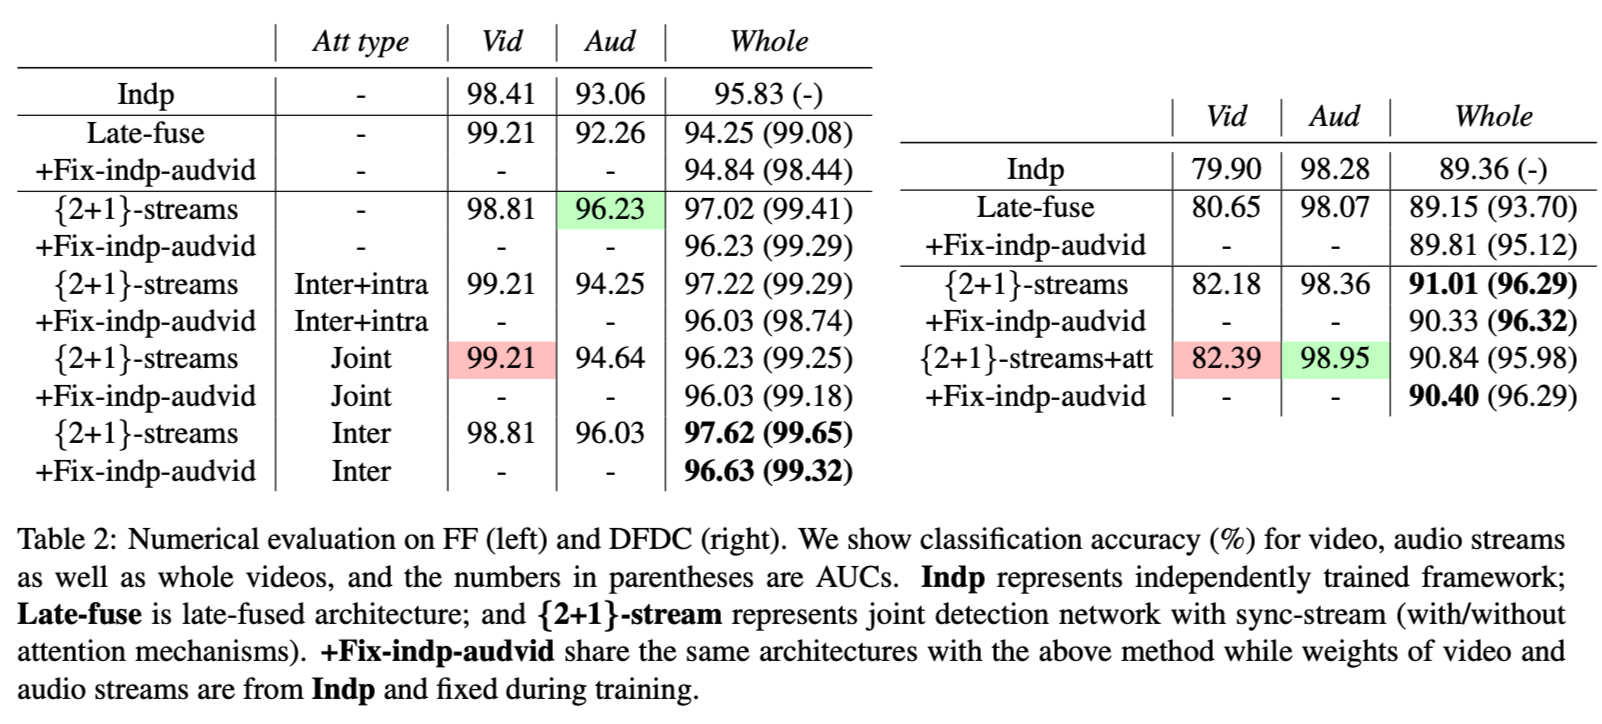 Att type Vid Aud Whole
Indp - 98.41 93.06 95.83 (-)
Late-fuse - 99.21 92.26 94.25 (99.08)
+Fix-indp-audvid - - - 94.84 (98.44)
{2+1}-streams - 98.81 96.23 97.02 (99.41)
+Fix-indp-audvid - - - 96.23 (99.29)
{2+1}-streams Inter+intra 99.21 94.25 97.22 (99.29)
+Fix-indp-audvid Inter+intra - - 96.03 (98.74)
{2+1}-streams Joint 99.21 94.64 96.23 (99.25)
+Fix-indp-audvid Joint - - 96.03 (99.18)
{2+1}-streams Inter 98.81 96.03 97.62 (99.65)
+Fix-indp-audvid Inter - - 96.63 (99.32)
Vid Aud Whole
Indp 79.90 98.28 89.36 (-)
Late-fuse 80.65 98.07 89.15 (93.70)
+Fix-indp-audvid - - 89.81 (95.12)
{2+1}-streams 82.18 98.36 91.01 (96.29)
+Fix-indp-audvid - - 90.33 (96.32)
{2+1}-streams+att 82.39 98.95 90.84 (95.98)
+Fix-indp-audvid - - 90.40 (96.29)
Table 2: Numerical evaluation on FF (left) and DFDC (right). We show classification accuracy (%) for video, audio streams
as well as whole videos, and the numbers in parentheses are AUCs. Indp represents independently trained framework;
Late-fuse is late-fused architecture; and {2+1}-stream represents joint detection network with sync-stream (with/without
attention mechanisms). +Fix-indp-audvid share the same architectures with the above method while weights of video and
audio streams are from Indp and fixed during training.